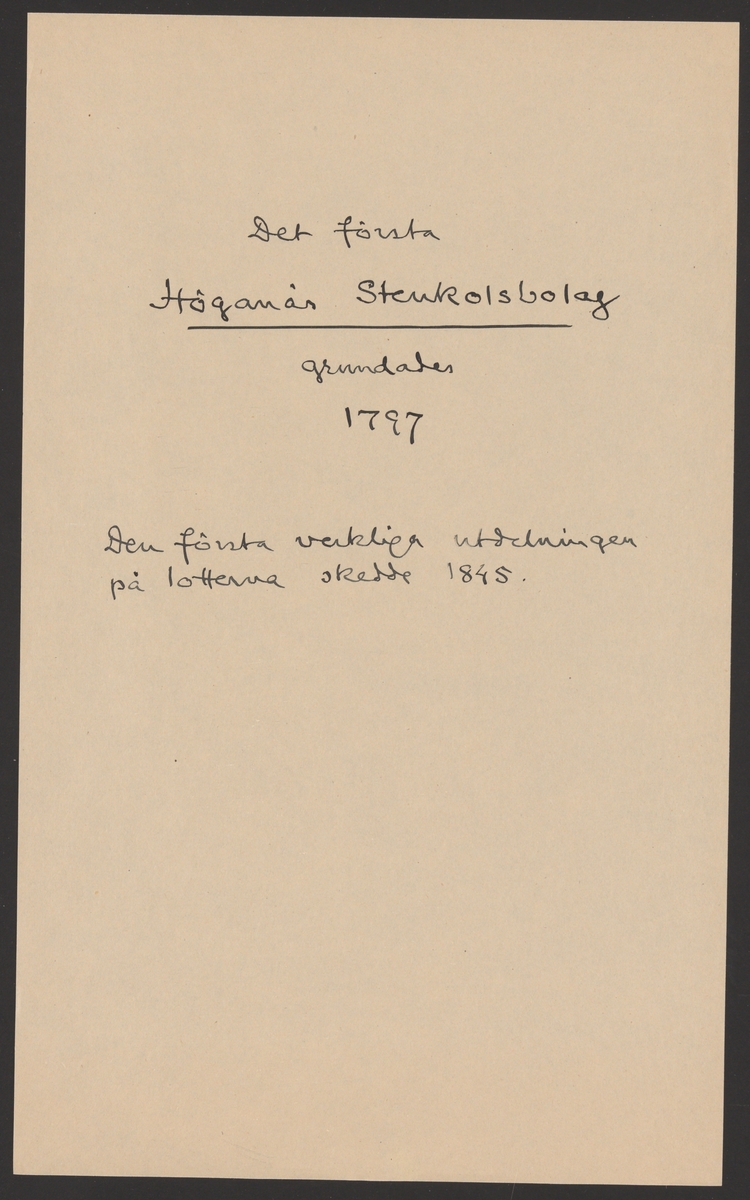 Det första
Höganäs Stenkolsbolag
grundades
1797
Den första verkliga utdelningen
på lotterna skedde 1845.